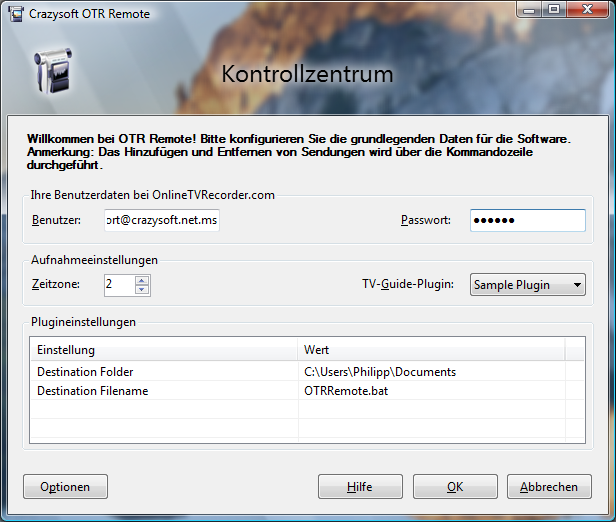 Crazysoft OTR Remote
Kontrollzentrum
Willkommen bei OTR Remote! Bitte konfigurieren Sie die grundlegenden Daten für die Software.
Anmerkung: Das Hinzufügen und Entfernen von Sendungen wird über die Kommandozeile
durchgeführt.
Ihre Benutzerdaten bei OnlineTVRecorder.com
Benutzer: ort@crazysoft.net.ms Passwort: ●●●●●●
Aufnahmeeinstellungen
Zeitzone: 2 TV-Guide-Plugin: Sample Plugin
Plugineinstellungen
Einstellung Wert
Destination Folder C:\Users\Philipp\Documents
Destination Filename OTRRemote.bat
Optionen Hilfe OK Abbrechen